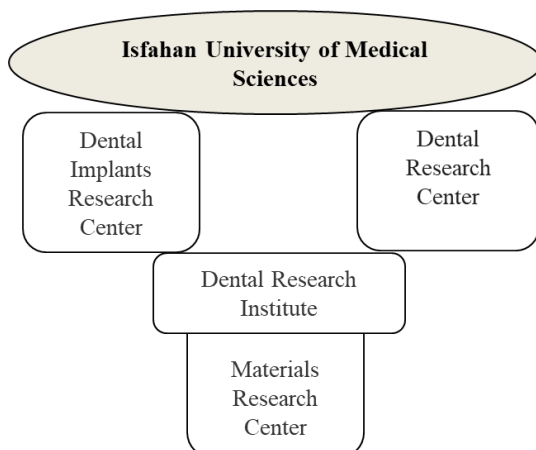 Isfahan University of Medical
Sciences
Dental
Implants
Research
Center
Dental
Research
Center
Dental Research
Institute
Materials
Research
Center